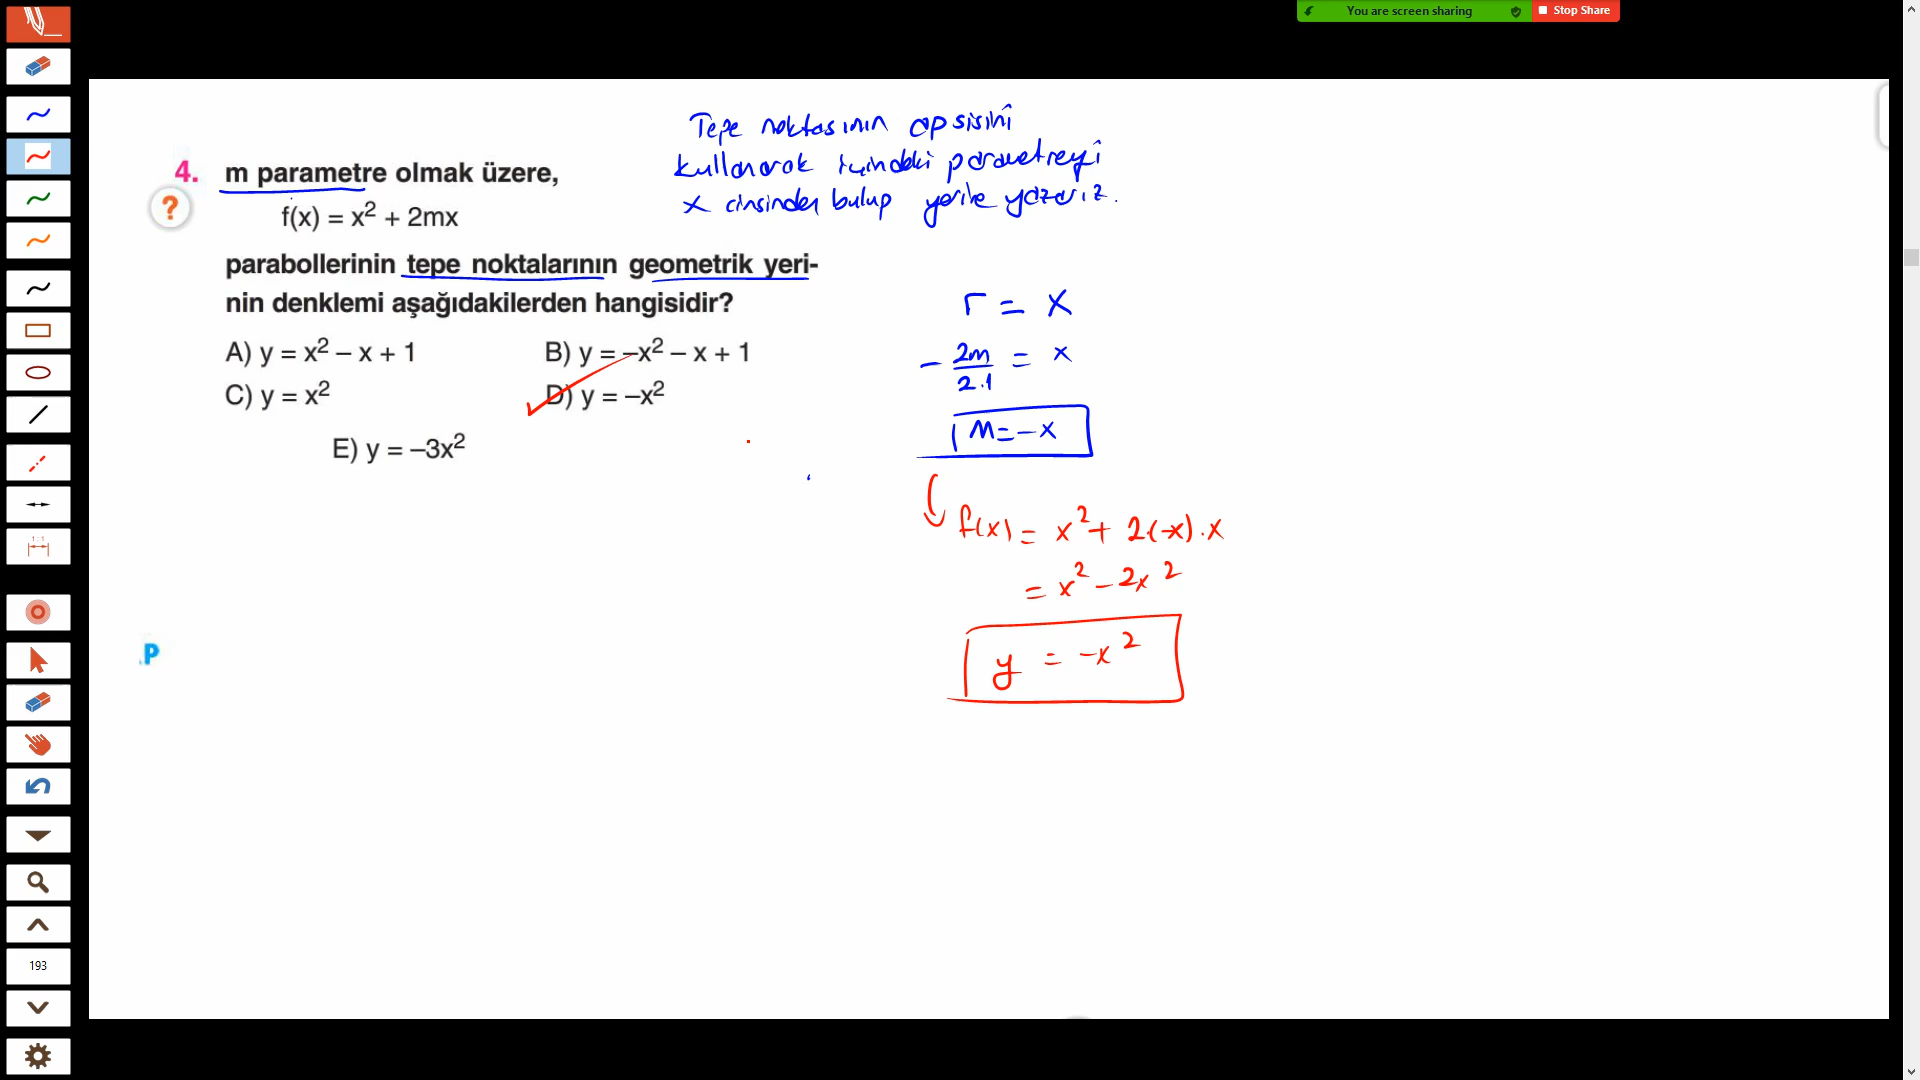 You are screen sharing
Stop Share
4. m parametre olmak üzere,
f(x) = x² + 2mx
parabollerinin tepe noktalarının geometrik yeri-
nin denklemi aşağıdakilerden hangisidir?
A) y = x² – x + 1
B) y = –x² – x + 1
C) y = x²
D) y = –x²
E) y = –3x²
Tepe noktasının apsisini
kullanarak içindeki parametreyi
x cinsinden bulup yerine yazarız.
r = x
- 2m/2.1 = x
m = -x
f(x) = x² + 2.(-x).x
= x² - 2x²
y = -x²
?
P
1:1
193